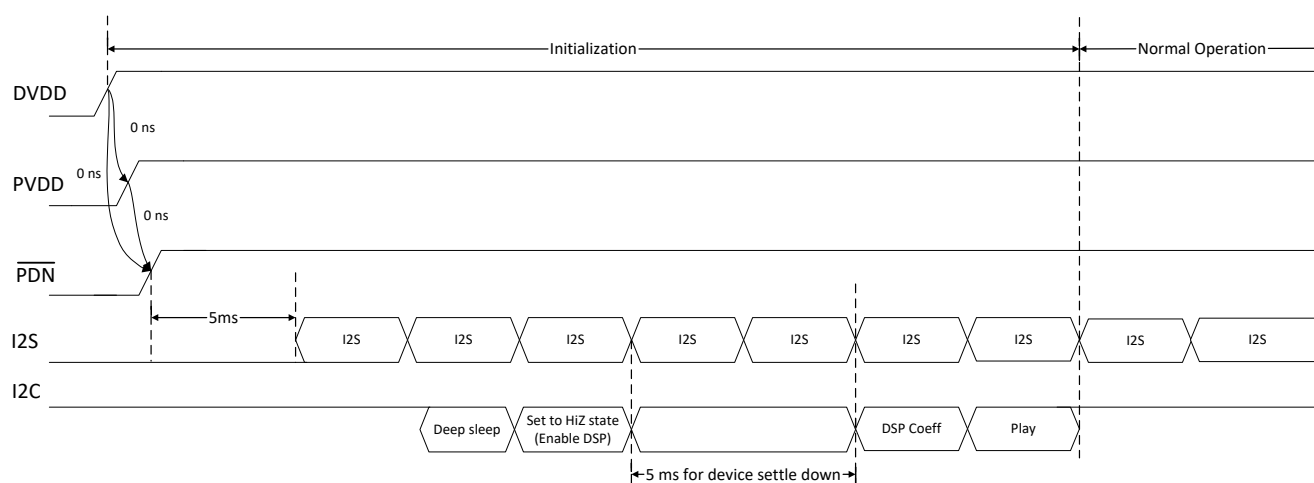 Initialization
Normal Operation
DVDD
0 ns
0 ns
PVDD
0 ns
PDN
5ms
I2S
I2S
I2S
I2S
I2S
I2S
I2S
I2S
I2S
I2S
I2C
Deep sleep
Set to HiZ state
(Enable DSP)
DSP Coeff
Play
5 ms for device settle down